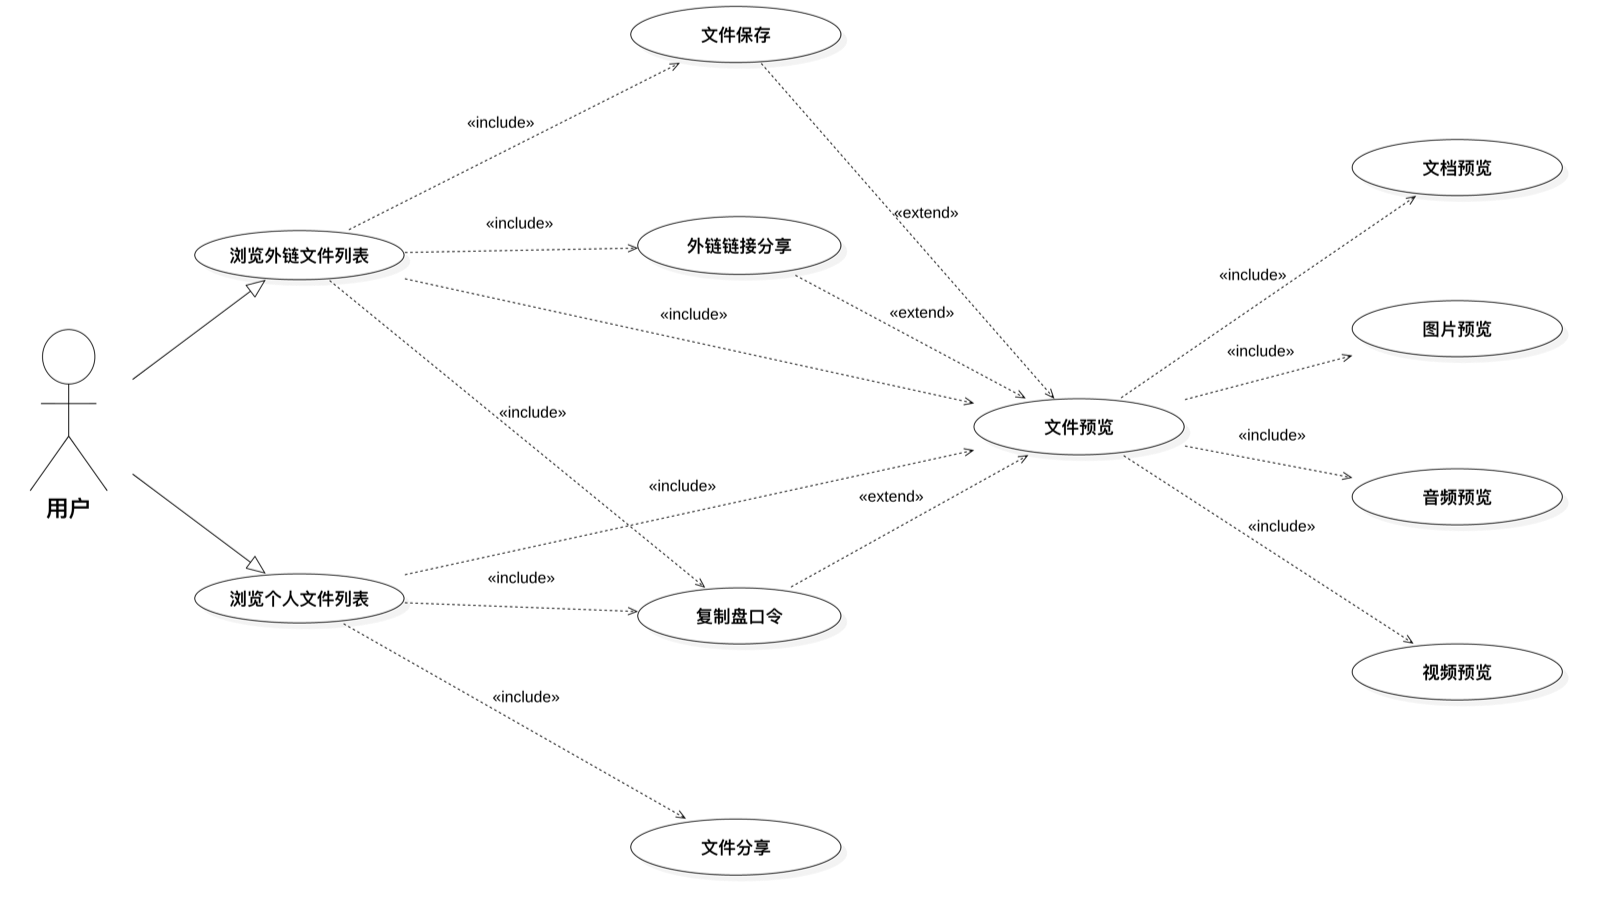 文件保存
«include»
文档预览
«extend»
«include»
外链链接分享
浏览外链文件列表
«include»
«extend»
«include»
图片预览
«include»
«include»
文件预览
«include»
音频预览
«include»
«extend»
用户
«include»
«include»
浏览个人文件列表
复制盘口令
视频预览
«include»
文件分享